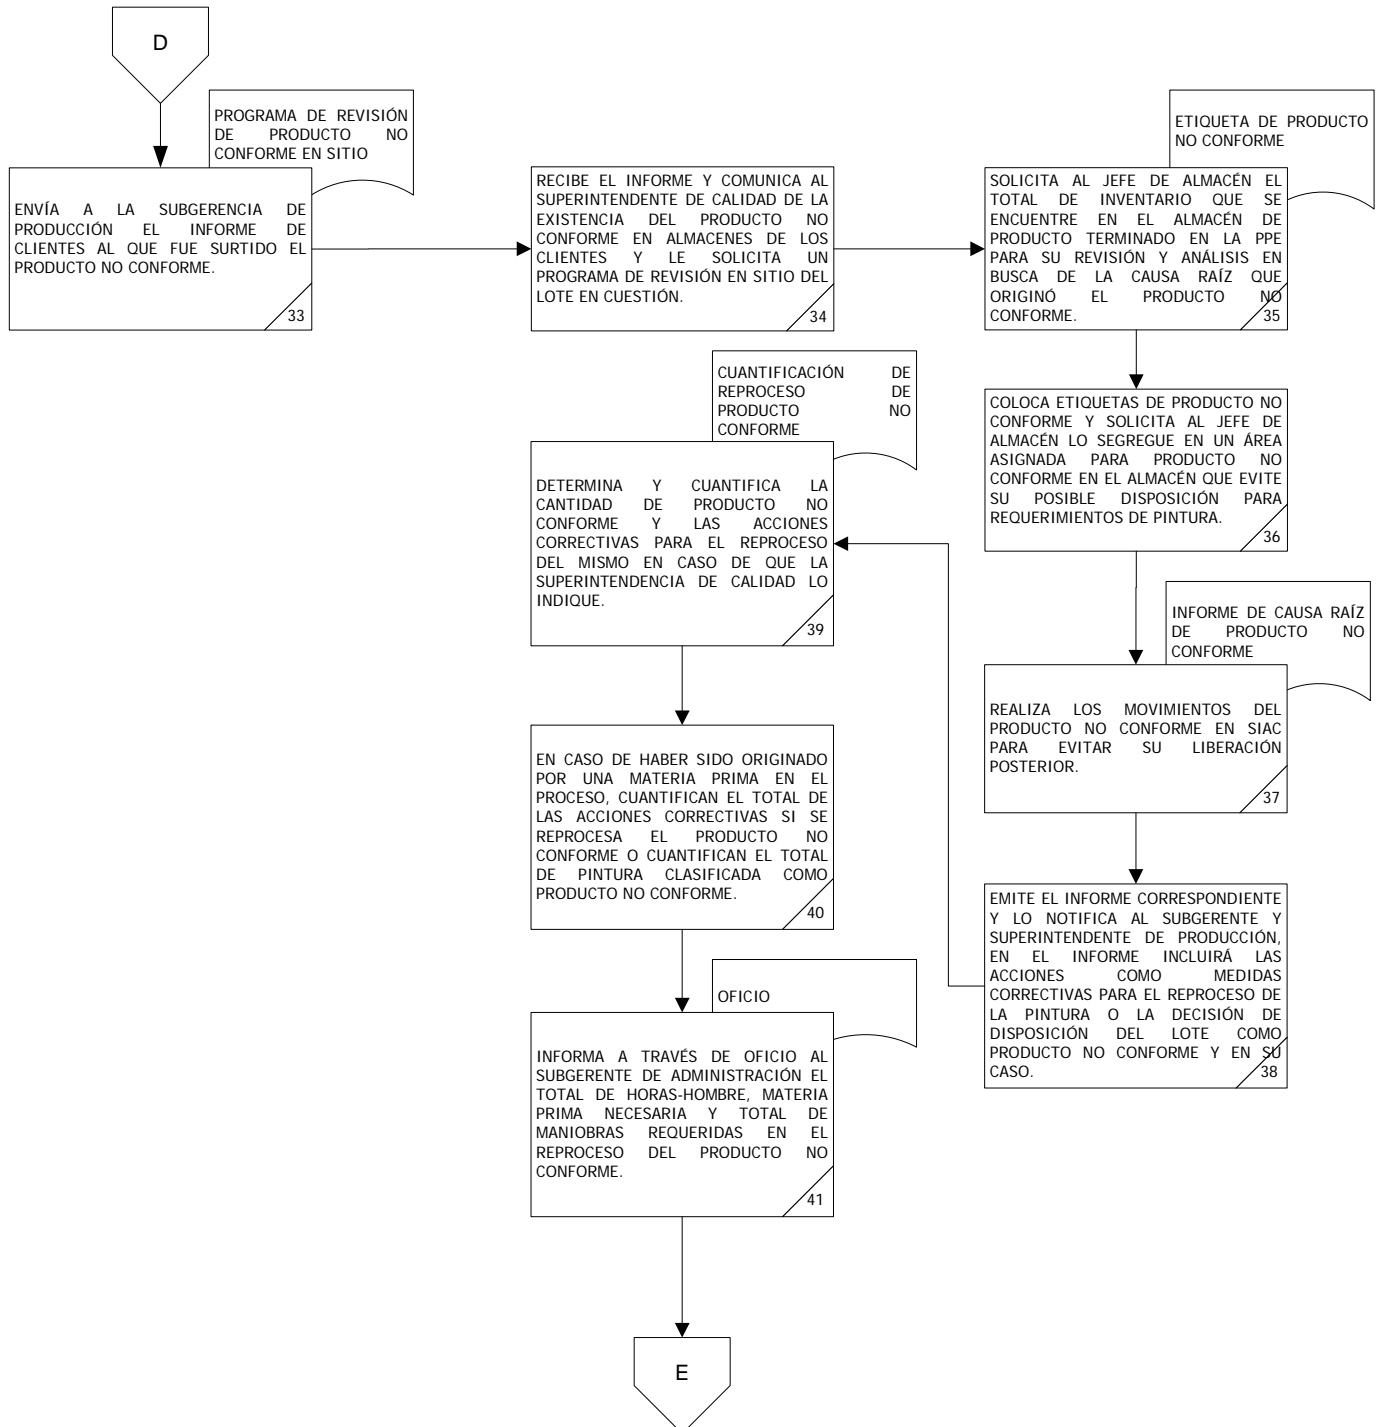 D
PROGRAMA DE REVISIÓN
DE PRODUCTO NO
CONFORME EN SITIO
ENVÍA A LA SUBGERENCIA DE
PRODUCCIÓN EL INFORME DE
CLIENTES AL QUE FUE SURTIDO EL
PRODUCTO NO CONFORME.
33
RECIBE EL INFORME Y COMUNICA AL
SUPERINTENDENTE DE CALIDAD DE LA
EXISTENCIA DEL PRODUCTO NO
CONFORME EN ALMACENES DE LOS
CLIENTES Y LE SOLICITA UN
PROGRAMA DE REVISIÓN EN SITIO DEL
LOTE EN CUESTIÓN.
34
ETIQUETA DE PRODUCTO
NO CONFORME
SOLICITA AL JEFE DE ALMACÉN EL
TOTAL DE INVENTARIO QUE SE
ENCUENTRE EN EL ALMACÉN DE
PRODUCTO TERMINADO EN LA PPE
PARA SU REVISIÓN Y ANÁLISIS EN
BUSCA DE LA CAUSA RAÍZ QUE
ORIGINÓ EL PRODUCTO NO
CONFORME.
35
COLOCA ETIQUETAS DE PRODUCTO NO
CONFORME Y SOLICITA AL JEFE DE
ALMACÉN LO SEGREGUE EN UN ÁREA
ASIGNADA PARA PRODUCTO NO
CONFORME EN EL ALMACÉN QUE EVITE
SU POSIBLE DISPOSICIÓN PARA
REQUERIMIENTOS DE PINTURA.
36
INFORME DE CAUSA RAÍZ
DE PRODUCTO NO
CONFORME
REALIZA LOS MOVIMIENTOS DEL
PRODUCTO NO CONFORME EN SIAC
PARA EVITAR SU LIBERACIÓN
POSTERIOR.
37
EMITE EL INFORME CORRESPONDIENTE
Y LO NOTIFICA AL SUBGERENTE Y
SUPERINTENDENTE DE PRODUCCIÓN,
EN EL INFORME INCLUIRÁ LAS
ACCIONES COMO MEDIDAS
CORRECTIVAS PARA EL REPROCESO DE
LA PINTURA O LA DECISIÓN DE
DISPOSICIÓN DEL LOTE COMO
PRODUCTO NO CONFORME Y EN SU
CASO.
38
CUANTIFICACIÓN DE
REPROCESO DE
PRODUCTO NO
CONFORME
DETERMINA Y CUANTIFICA LA
CANTIDAD DE PRODUCTO NO
CONFORME Y LAS ACCIONES
CORRECTIVAS PARA EL REPROCESO
DEL MISMO EN CASO DE QUE LA
SUPERINTENDENCIA DE CALIDAD LO
INDIQUE.
39
EN CASO DE HABER SIDO ORIGINADO
POR UNA MATERIA PRIMA EN EL
PROCESO, CUANTIFICAN EL TOTAL DE
LAS ACCIONES CORRECTIVAS SI SE
REPROCESA EL PRODUCTO NO
CONFORME O CUANTIFICAN EL TOTAL
DE PINTURA CLASIFICADA COMO
PRODUCTO NO CONFORME.
40
OFICIO
INFORMA A TRAVÉS DE OFICIO AL
SUBGERENTE DE ADMINISTRACIÓN EL
TOTAL DE HORAS-HOMBRE, MATERIA
PRIMA NECESARIA Y TOTAL DE
MANIOBRAS REQUERIDAS EN EL
REPROCESO DEL PRODUCTO NO
CONFORME.
41
E